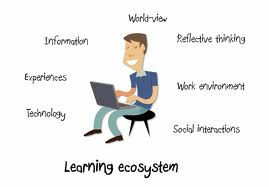 World-view
Information
Reflective thinking
Experiences
Work environment
Technology
Social interactions
Learning ecosystem